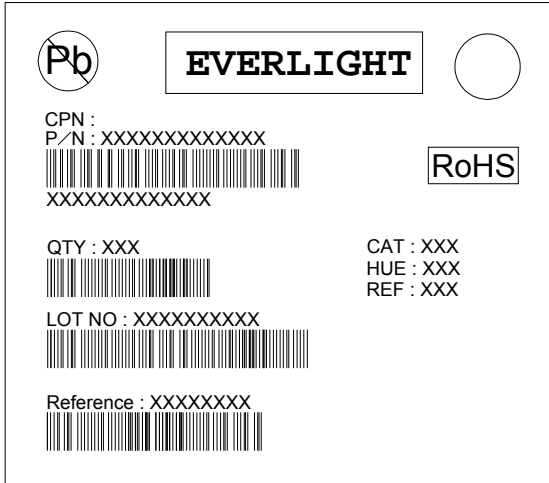 Pb
EVERLIGHT
CPN :
P/N : XXXXXXXXXXXXX
RoHS
XXXXXXXXXXXXX
QTY : XXX
CAT : XXX
HUE : XXX
REF : XXX
LOT NO : XXXXXXXXXX
Reference : XXXXXXXX